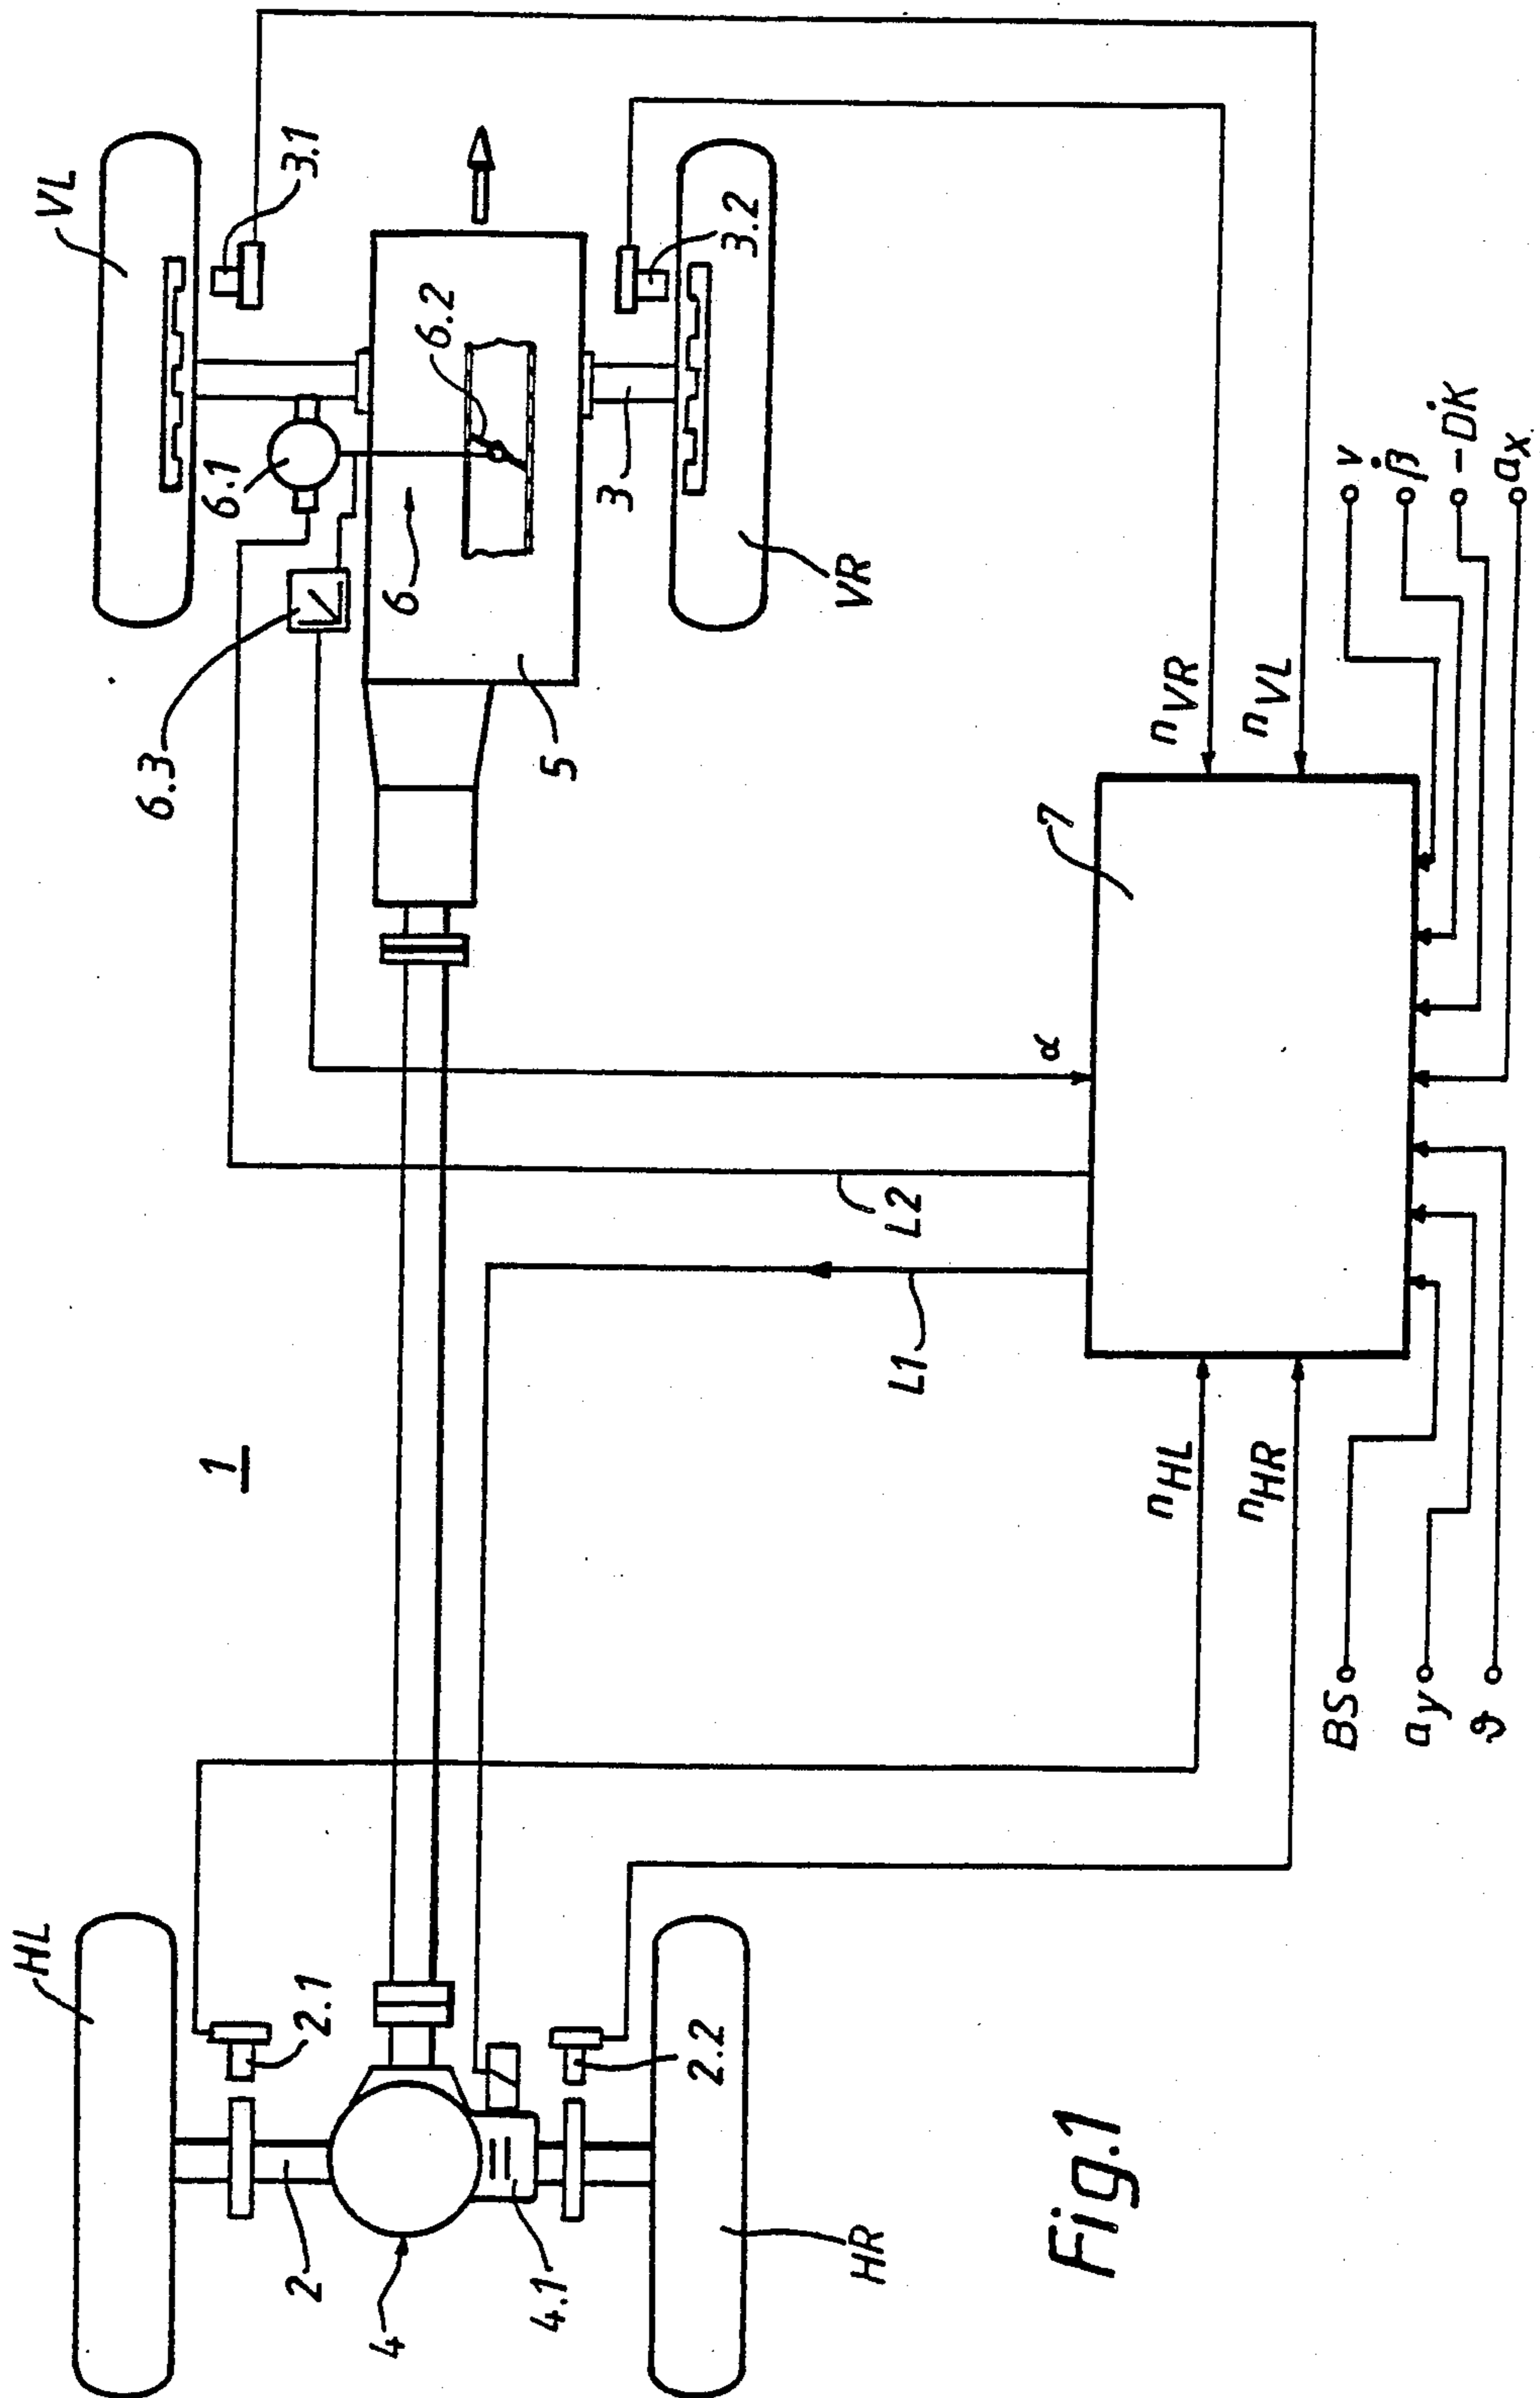 HL
VL
1
2.1
6.3
6.1
3.1
2
6
6.2
4
3
3.2
4.1
5
2.2
HR
VR
L1
L2
α
7
n_HL
n_HR
n_VR
n_VL
BS
a_y
ϑ
v
β̇
-ḊK
a_x
Fig.1